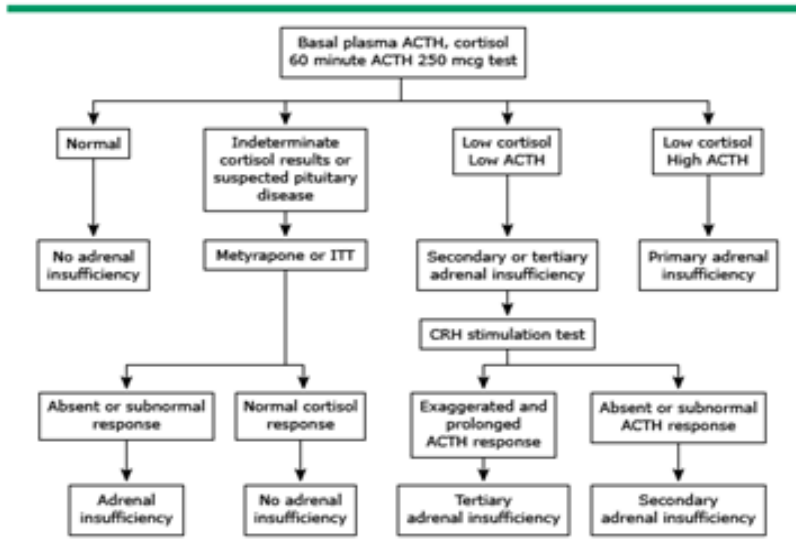 Basal plasma ACTH, cortisol
60 minute ACTH 250 mcg test
Normal
Indeterminate
cortisol results or
suspected pituitary
disease
Low cortisol
Low ACTH
Low cortisol
High ACTH
No adrenal
insufficiency
Metyrapone or ITT
Secondary or tertiary
adrenal insufficiency
Primary adrenal
insufficiency
CRH stimulation test
Absent or subnormal
response
Normal cortisol
response
Exaggerated and
prolonged
ACTH response
Absent or subnormal
ACTH response
Adrenal
insufficiency
No adrenal
insufficiency
Tertiary
adrenal insufficiency
Secondary
adrenal insufficiency